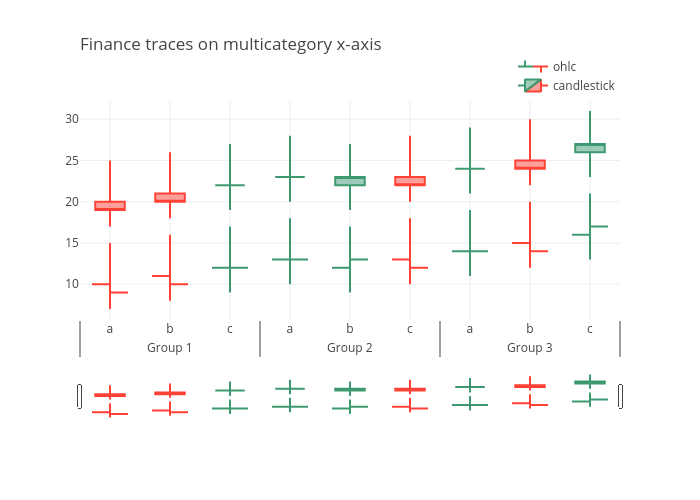 Finance traces on multicategory x-axis
ohlc
candlestick
30
25
20
15
10
a b c a b c a b c
Group 1 Group 2 Group 3